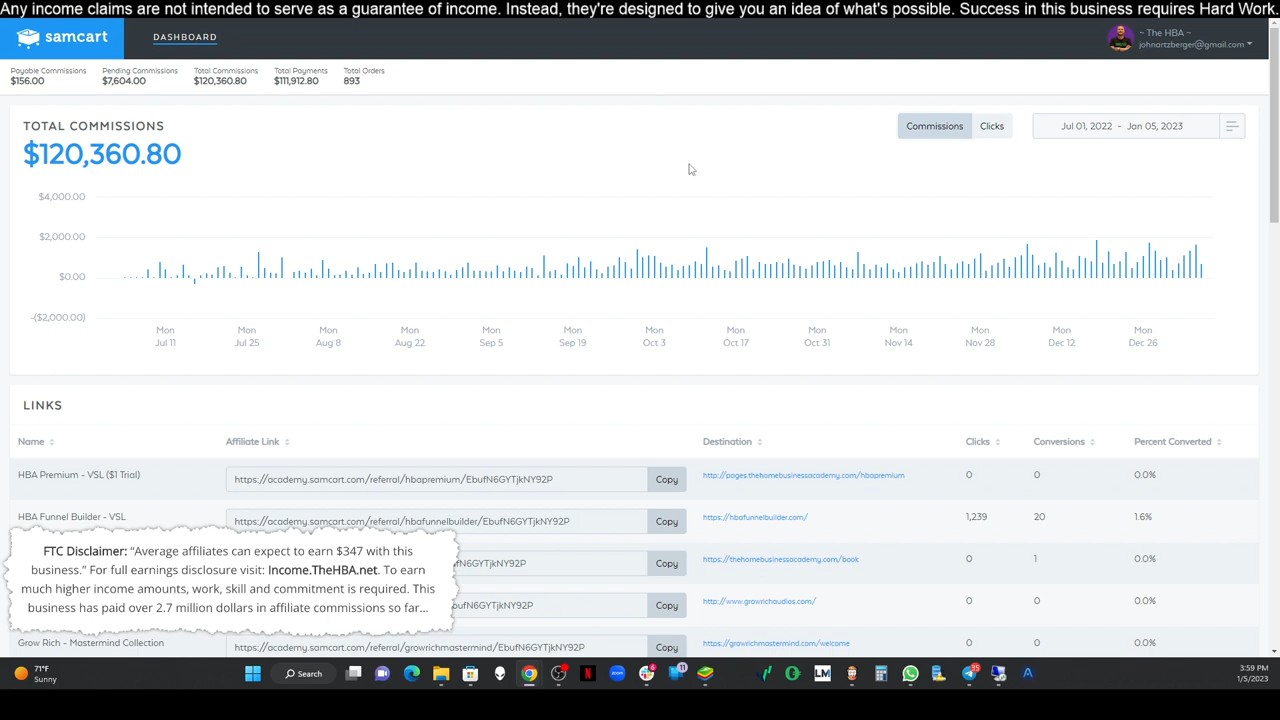 Any income claims are not intended to serve as a guarantee of income. Instead, they're designed to give you an idea of what's possible. Success in this business requires Hard Work.
samcart
DASHBOARD
~ The HBA ~
johnartzberger@gmail.com
Payable Commissions
$156.00
Pending Commissions
$7,604.00
Total Commissions
$120,360.80
Total Payments
$111,912.80
Total Orders
893
TOTAL COMMISSIONS
$120,360.80
Commissions
Clicks
Jul 01, 2022 - Jan 05, 2023
$4,000.00
$2,000.00
$0.00
-($2,000.00)
Mon Jul 11
Mon Jul 25
Mon Aug 8
Mon Aug 22
Mon Sep 5
Mon Sep 19
Mon Oct 3
Mon Oct 17
Mon Oct 31
Mon Nov 14
Mon Nov 28
Mon Dec 12
Mon Dec 26
LINKS
Name Affiliate Link Destination Clicks Conversions Percent Converted
HBA Premium - VSL ($1 Trial) https://academy.samcart.com/referral/hbapremium/EbufN6GYTjkNY92P Copy http://pages.thehomebusinessacademy.com/hbapremium 0 0 0.0%
HBA Funnel Builder - VSL https://academy.samcart.com/referral/hbafunnelbuilder/EbufN6GYTjkNY92P Copy https://hbafunnelbuilder.com/ 1,239 20 1.6%
EbufN6GYTjkNY92P Copy https://thehomebusinessacademy.com/book 0 1 0.0%
EbufN6GYTjkNY92P Copy http://www.growrichaudios.com/ 0 0 0.0%
Grow Rich - Mastermind Collection https://academy.samcart.com/referral/growrichmastermind/EbufN6GYTjkNY92P Copy https://growrichmastermind.com/welcome 0 0 0.0%
FTC Disclaimer: “Average affiliates can expect to earn $347 with this
business.” For full earnings disclosure visit: Income.TheHBA.net. To earn
much higher income amounts, work, skill and commitment is required. This
business has paid over 2.7 million dollars in affiliate commissions so far...
71°F
Sunny
Search
6
11
LM
35
3:59 PM
1/5/2023